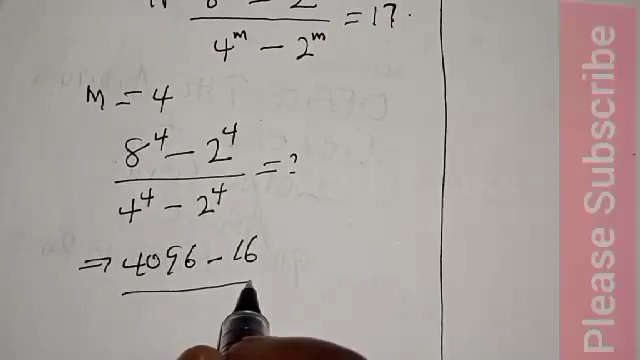 4^m - 2^m = 17.
M = 4
8^4 - 2^4
4^4 - 2^4 = ?
⇒ 4096 - 16
Please Subscribe